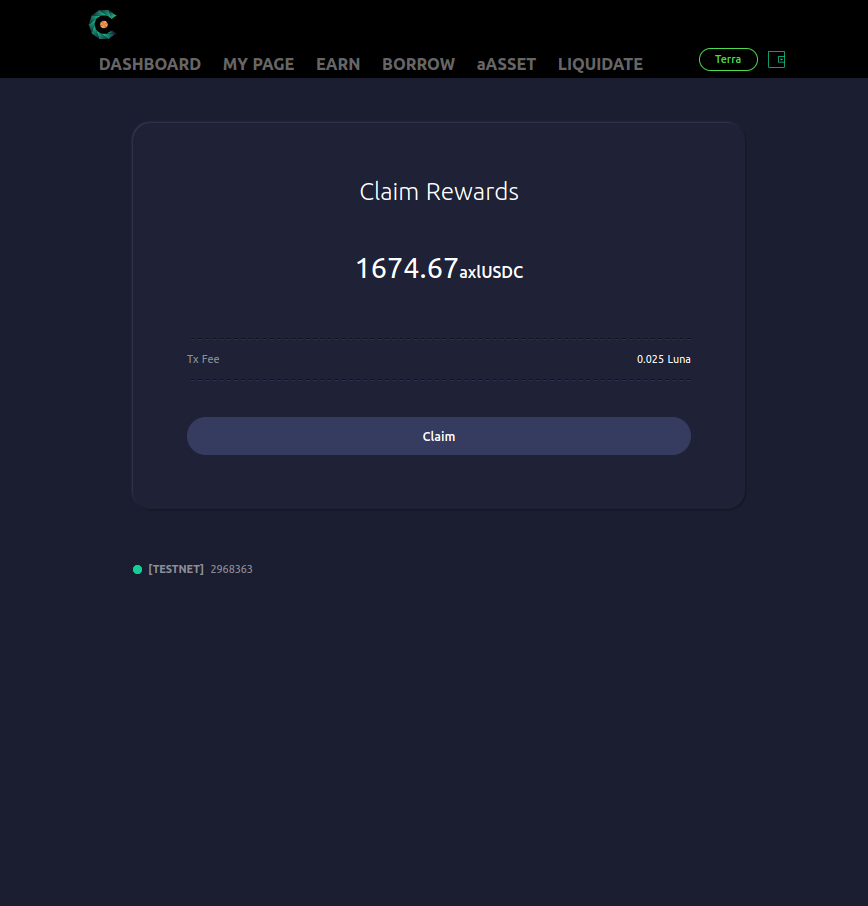 DASHBOARD MY PAGE EARN BORROW aASSET LIQUIDATE Terra
Claim Rewards
1674.67axlUSDC
Tx Fee 0.025 Luna
Claim
[TESTNET] 2968363